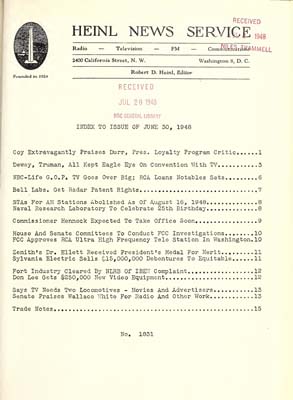 HEINL NEWS SERVICE
RECEIVED
1948
NILES TRAMMELL
Radio — Television — FM — Communications
2400 California Street, N. W. Washington 8, D. C.
Founded in 1924
Robert D. Heinl, Editor
RECEIVED
JUL 20 1948
NBC GENERAL LIBRARY
INDEX TO ISSUE OF JUNE 30, 1948
Coy Extravagantly Praises Durr, Pres. Loyalty Program Critic......1
Dewey, Truman, All Kept Eagle Eye On Convention With TV...........3
NBC-Life G.O.P. TV Goes Over Big; RCA Loans Notables Sets.........6
Bell Labs. Get Radar Patent Rights................................7
STAs For AM Stations Abolished As Of August 16, 1948..............8
Naval Research Laboratory To Celebrate 25th Birthday..............8
Commissioner Hennock Expected To Take Office Soon.................9
House And Senate Committees To Conduct FCC Investigations........10
FCC Approves RCA Ultra High Frequency Tele Station In Washington.10
Zenith's Dr. Ellett Received President's Medal For Merit.........11
Sylvania Electric Sells $15,000,000 Debentures To Equitable......11
Fort Industry Cleared By NLRB Of IBEW Complaint..................12
Don Lee Gets $250,000 New Video Equipment........................12
Says TV Needs Two Locomotives - Movies And Advertisers...........13
Senate Praises Wallace White For Radio And Other Work............13
Trade Notes......................................................15
No. 1831